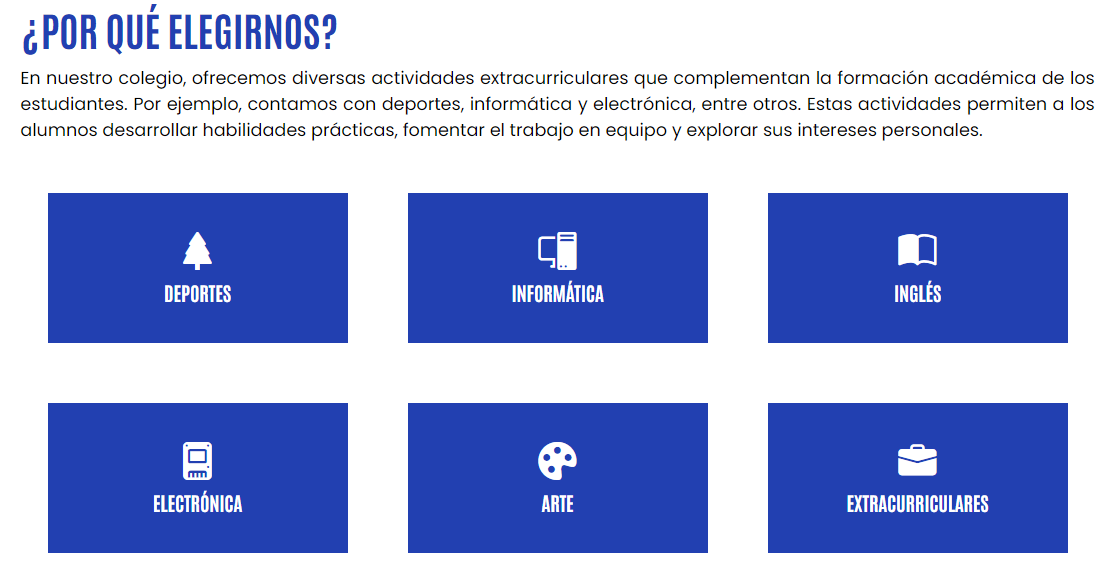 ¿POR QUÉ ELEGIRNOS?
En nuestro colegio, ofrecemos diversas actividades extracurriculares que complementan la formación académica de los
estudiantes. Por ejemplo, contamos con deportes, informática y electrónica, entre otros. Estas actividades permiten a los
alumnos desarrollar habilidades prácticas, fomentar el trabajo en equipo y explorar sus intereses personales.
DEPORTES
INFORMÁTICA
INGLÉS
ELECTRÓNICA
ARTE
EXTRACURRICULARES